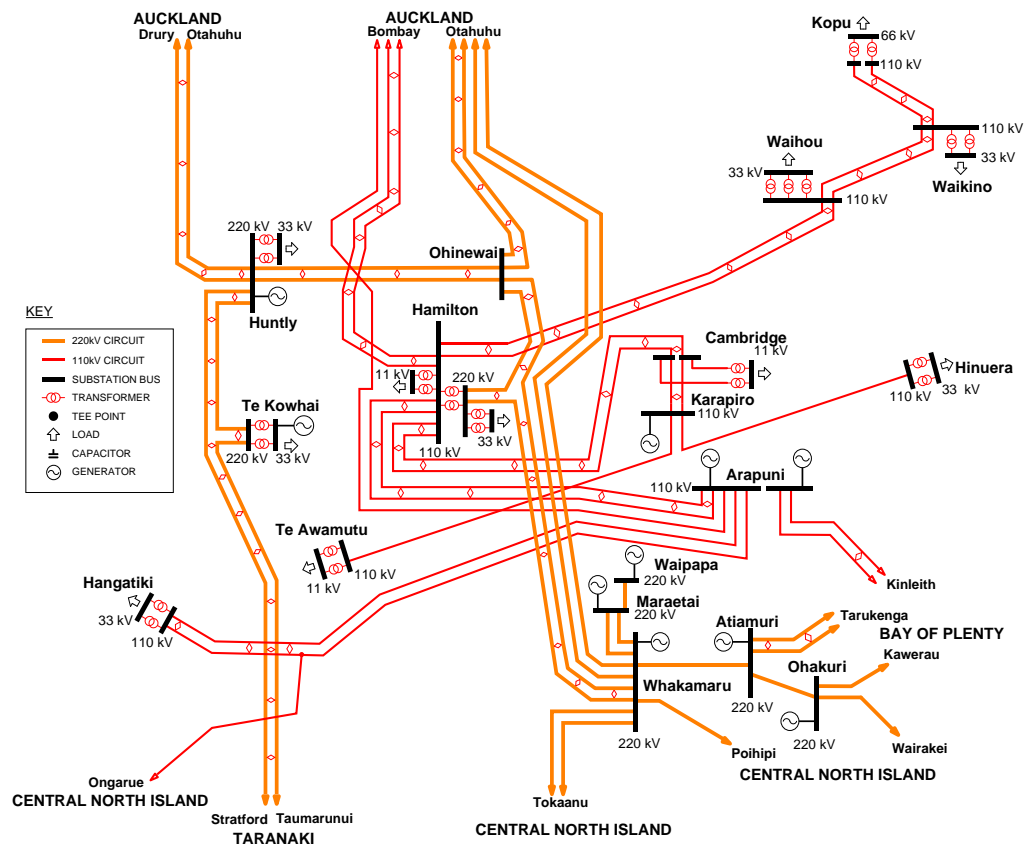 AUCKLAND
Drury Otahuhu
AUCKLAND
Bombay
Otahuhu
Kopu
66 kV
110 kV
110 kV
33 kV
Waikino
Waihou
33 kV
110 kV
220 kV
33 kV
Huntly
Ohinewai
Hamilton
11 kV
220 kV
33 kV
110 kV
Cambridge
11 kV
Karapiro
110 kV
Hinuera
110 kV
33 kV
KEY
220kV CIRCUIT
110kV CIRCUIT
SUBSTATION BUS
TRANSFORMER
TEE POINT
LOAD
CAPACITOR
GENERATOR
Te Kowhai
220 kV
33 kV
Arapuni
110 kV
Te Awamutu
11 kV
110 kV
Kinleith
Hangatiki
33 kV
110 kV
Waipapa
220 kV
Maraetai
220 kV
Atiamuri
220 kV
Tarukenga
BAY OF PLENTY
Kawerau
Ohakuri
220 kV
Whakamaru
220 kV
Poihipi
Wairakei
CENTRAL NORTH ISLAND
Ongarue
CENTRAL NORTH ISLAND
Stratford
Taumarunui
TARANAKI
Tokaanu
CENTRAL NORTH ISLAND